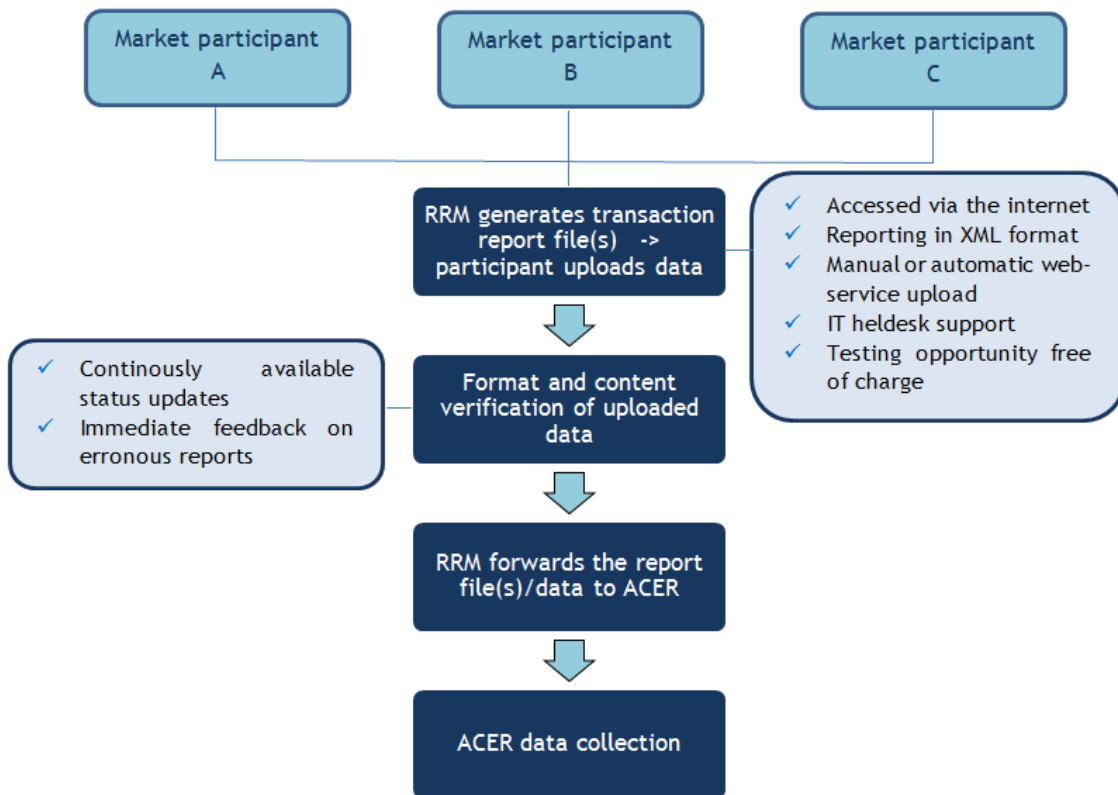 Market participant
A
Market participant
B
Market participant
C
RRM generates transaction
report file(s) ->
participant uploads data
✓ Accessed via the internet
✓ Reporting in XML format
✓ Manual or automatic web-
service upload
✓ IT heldesk support
✓ Testing opportunity free
of charge
✓ Continously available
status updates
✓ Immediate feedback on
erronous reports
Format and content
verification of uploaded
data
RRM forwards the report
file(s)/data to ACER
ACER data collection